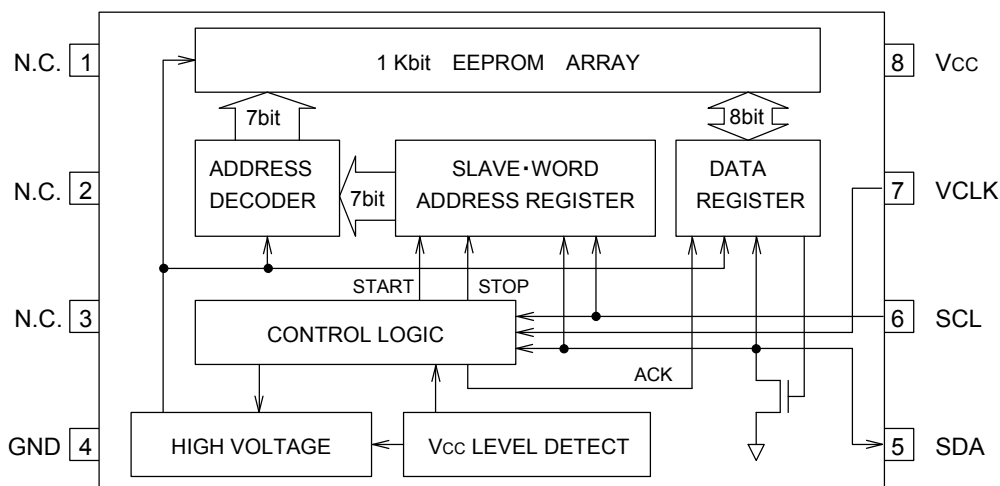 1 Kbit EEPROM ARRAY
N.C. 1
8 Vcc
7bit
8bit
ADDRESS
DECODER
7bit
SLAVE・WORD
ADDRESS REGISTER
DATA
REGISTER
N.C. 2
7 VCLK
START
STOP
N.C. 3
CONTROL LOGIC
6 SCL
ACK
GND 4
HIGH VOLTAGE
Vcc LEVEL DETECT
5 SDA